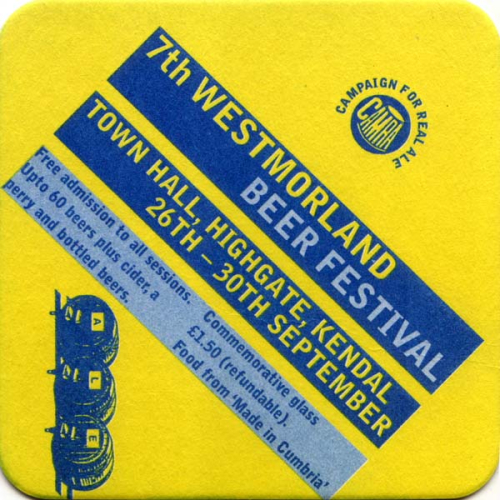 7th WESTMORLAND
BEER FESTIVAL
CAMPAIGN FOR REAL ALE
CAMRA
TOWN HALL, HIGHGATE, KENDAL
26TH – 30TH SEPTEMBER
Free admission to all sessions.
Upto 60 beers plus cider, a
perry and bottled beers.
Commemorative glass
£1.50 (refundable).
Food from 'Made in Cumbria'
A
L
E